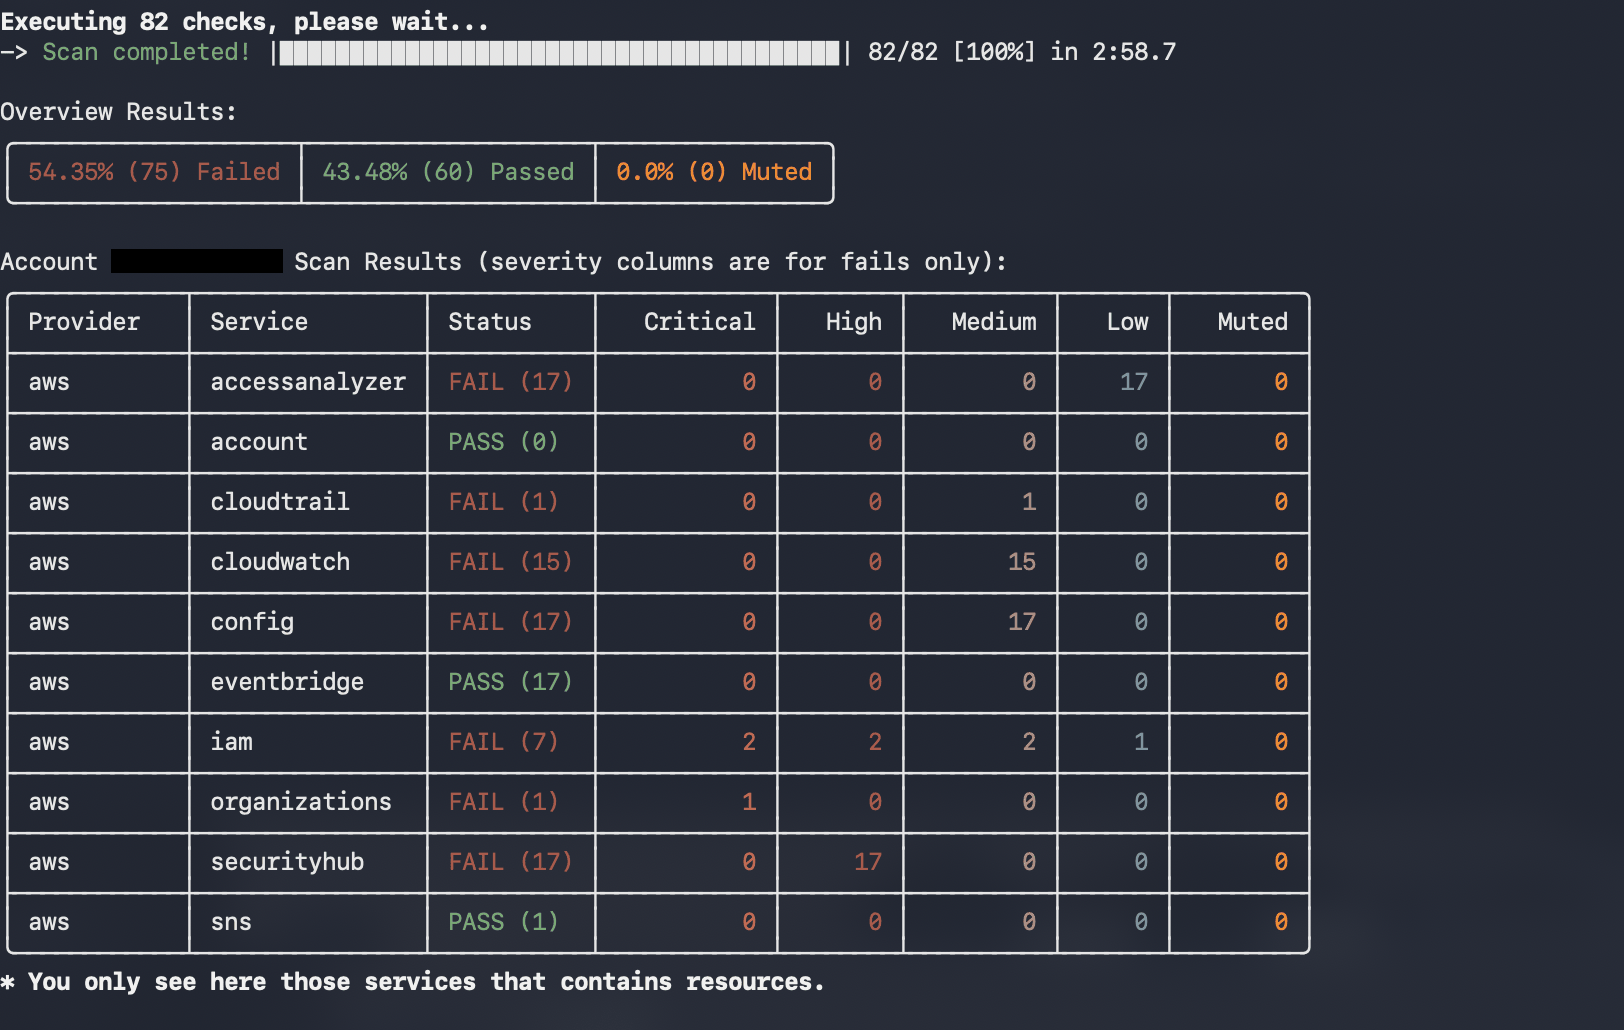 Executing 82 checks, please wait...
—> Scan completed! || 82/82 [100%] in 2:58.7
Overview Results:
54.35% (75) Failed 43.48% (60) Passed 0.0% (0) Muted
Account Scan Results (severity columns are for fails only):
Provider Service Status Critical High Medium Low Muted
aws accessanalyzer FAIL (17) 0 0 0 17 0
aws account PASS (0) 0 0 0 0 0
aws cloudtrail FAIL (1) 0 0 1 0 0
aws cloudwatch FAIL (15) 0 0 15 0 0
aws config FAIL (17) 0 0 17 0 0
aws eventbridge PASS (17) 0 0 0 0 0
aws iam FAIL (7) 2 2 2 1 0
aws organizations FAIL (1) 1 0 0 0 0
aws securityhub FAIL (17) 0 17 0 0 0
aws sns PASS (1) 0 0 0 0 0
* You only see here those services that contains resources.